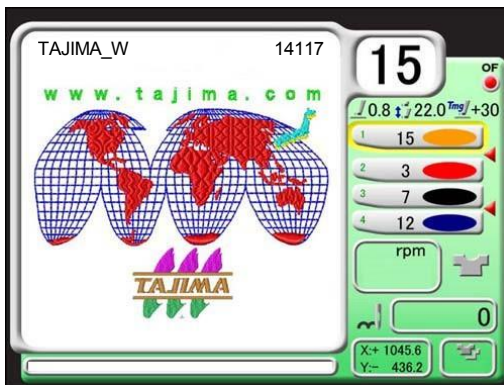 TAJIMA_W 14117
15
OF
www.tajima.com
0.8 22.0 Tmg +30
1 15
2 3
3 7
4 12
rpm
TAJIMA
0
X:+ 1045.6
Y:- 436.2